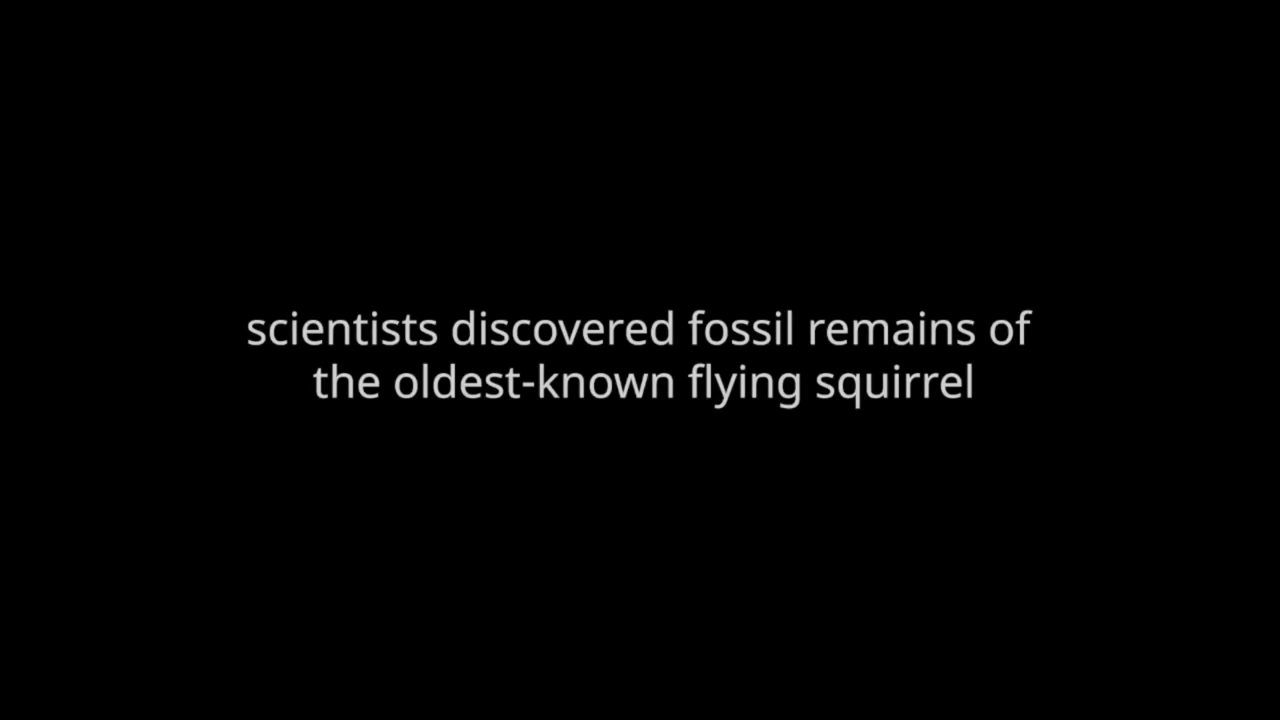 scientists discovered fossil remains of
the oldest-known flying squirrel